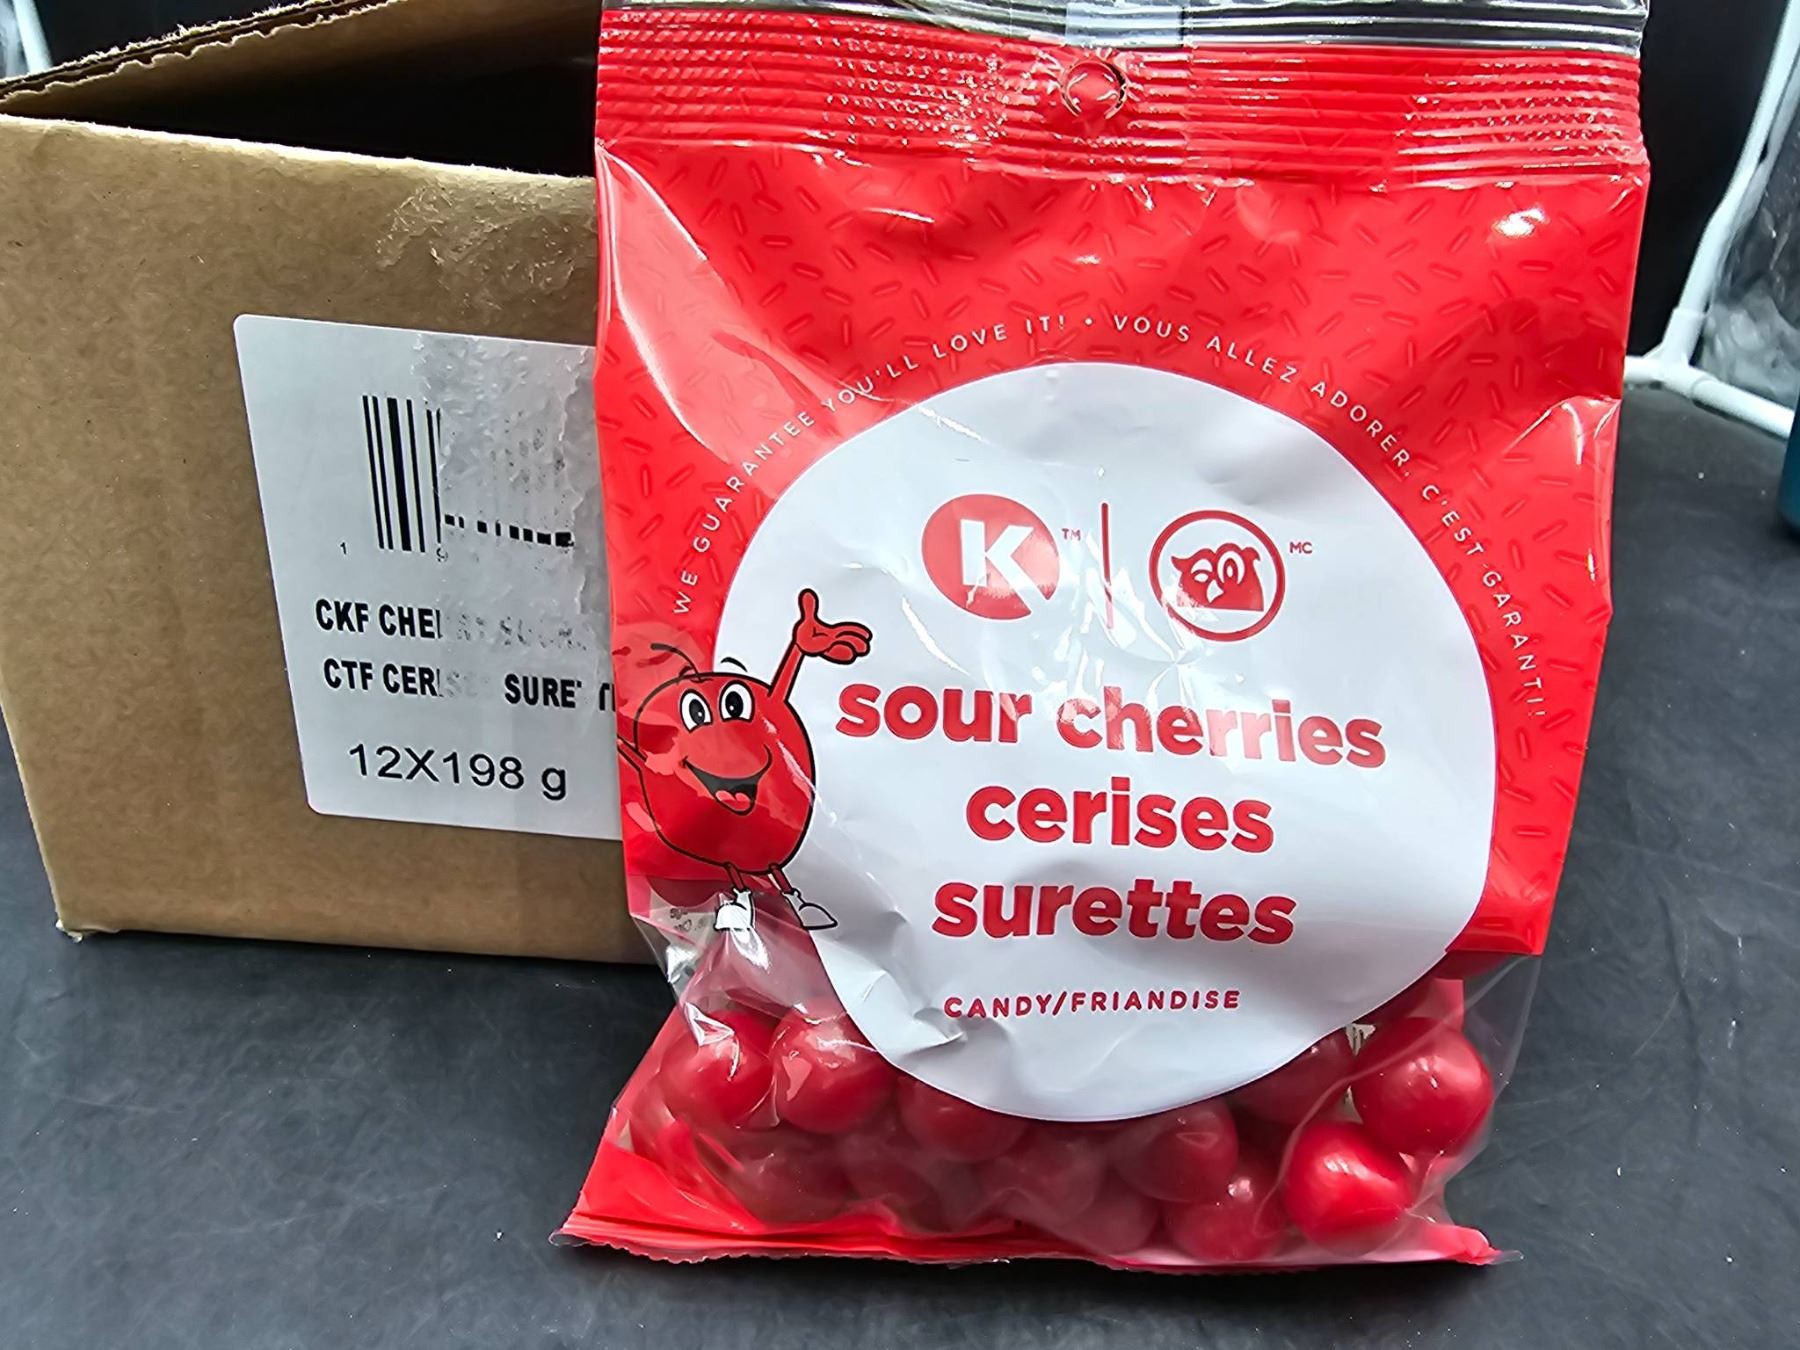 1
CKF CHE
CTF CERIS SURE
12X198 g
WE GUARANTEE YOU'LL LOVE IT! • VOUS ALLEZ ADORER, C'EST GARANTI!
K TM MC
sour cherries
cerises
surettes
CANDY/FRIANDISE